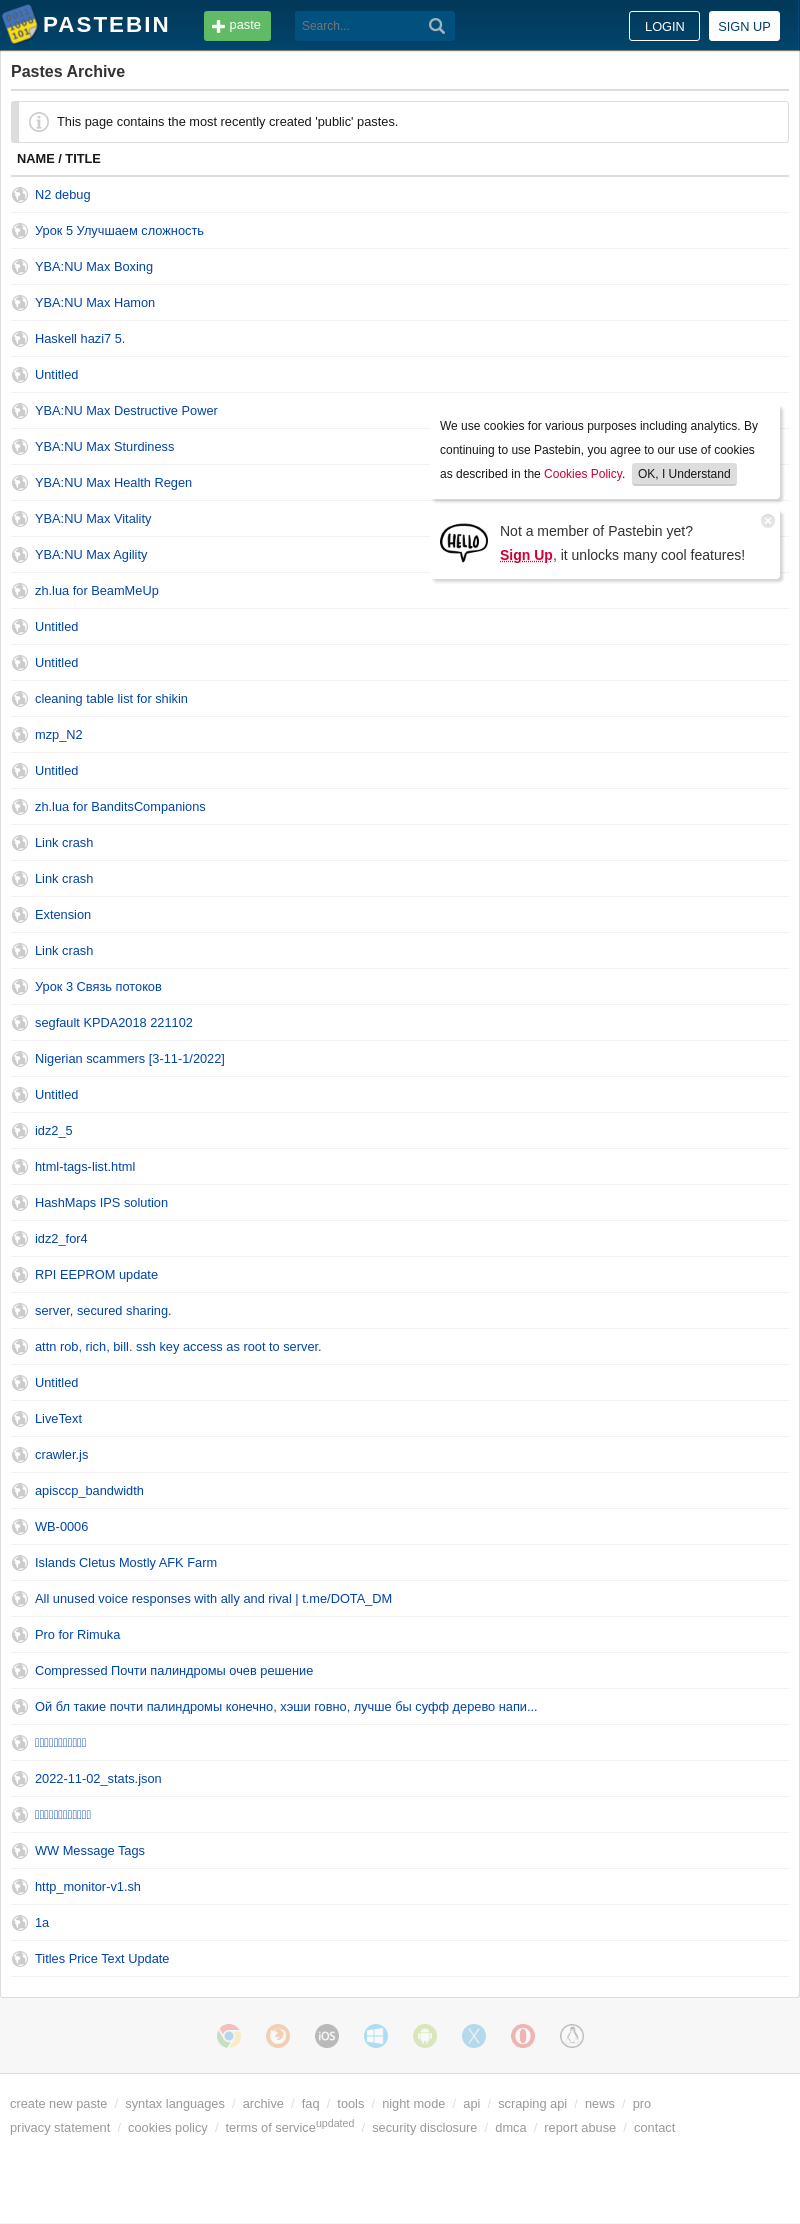 PASTEBIN
paste
Search...
LOGIN
SIGN UP
Pastes Archive
This page contains the most recently created 'public' pastes.
NAME / TITLE
N2 debug
Урок 5 Улучшаем сложность
YBA:NU Max Boxing
YBA:NU Max Hamon
Haskell hazi7 5.
Untitled
YBA:NU Max Destructive Power
YBA:NU Max Sturdiness
YBA:NU Max Health Regen
YBA:NU Max Vitality
YBA:NU Max Agility
We use cookies for various purposes including analytics. By
continuing to use Pastebin, you agree to our use of cookies
as described in the Cookies Policy. OK, I Understand
HELLO
Not a member of Pastebin yet?
Sign Up, it unlocks many cool features!
zh.lua for BeamMeUp
Untitled
Untitled
cleaning table list for shikin
mzp_N2
Untitled
zh.lua for BanditsCompanions
Link crash
Link crash
Extension
Link crash
Урок 3 Связь потоков
segfault KPDA2018 221102
Nigerian scammers [3-11-1/2022]
Untitled
idz2_5
html-tags-list.html
HashMaps IPS solution
idz2_for4
RPI EEPROM update
server, secured sharing.
attn rob, rich, bill. ssh key access as root to server.
Untitled
LiveText
crawler.js
apisccp_bandwidth
WB-0006
Islands Cletus Mostly AFK Farm
All unused voice responses with ally and rival | t.me/DOTA_DM
Pro for Rimuka
Compressed Почти палиндромы очев решение
Ой бл такие почти палиндромы конечно, хэши говно, лучше бы суфф дерево напи...
2022-11-02_stats.json
WW Message Tags
http_monitor-v1.sh
1a
Titles Price Text Update
iOS
create new paste / syntax languages / archive / faq / tools / night mode / api / scraping api / news / pro
privacy statement / cookies policy / terms of service updated / security disclosure / dmca / report abuse / contact